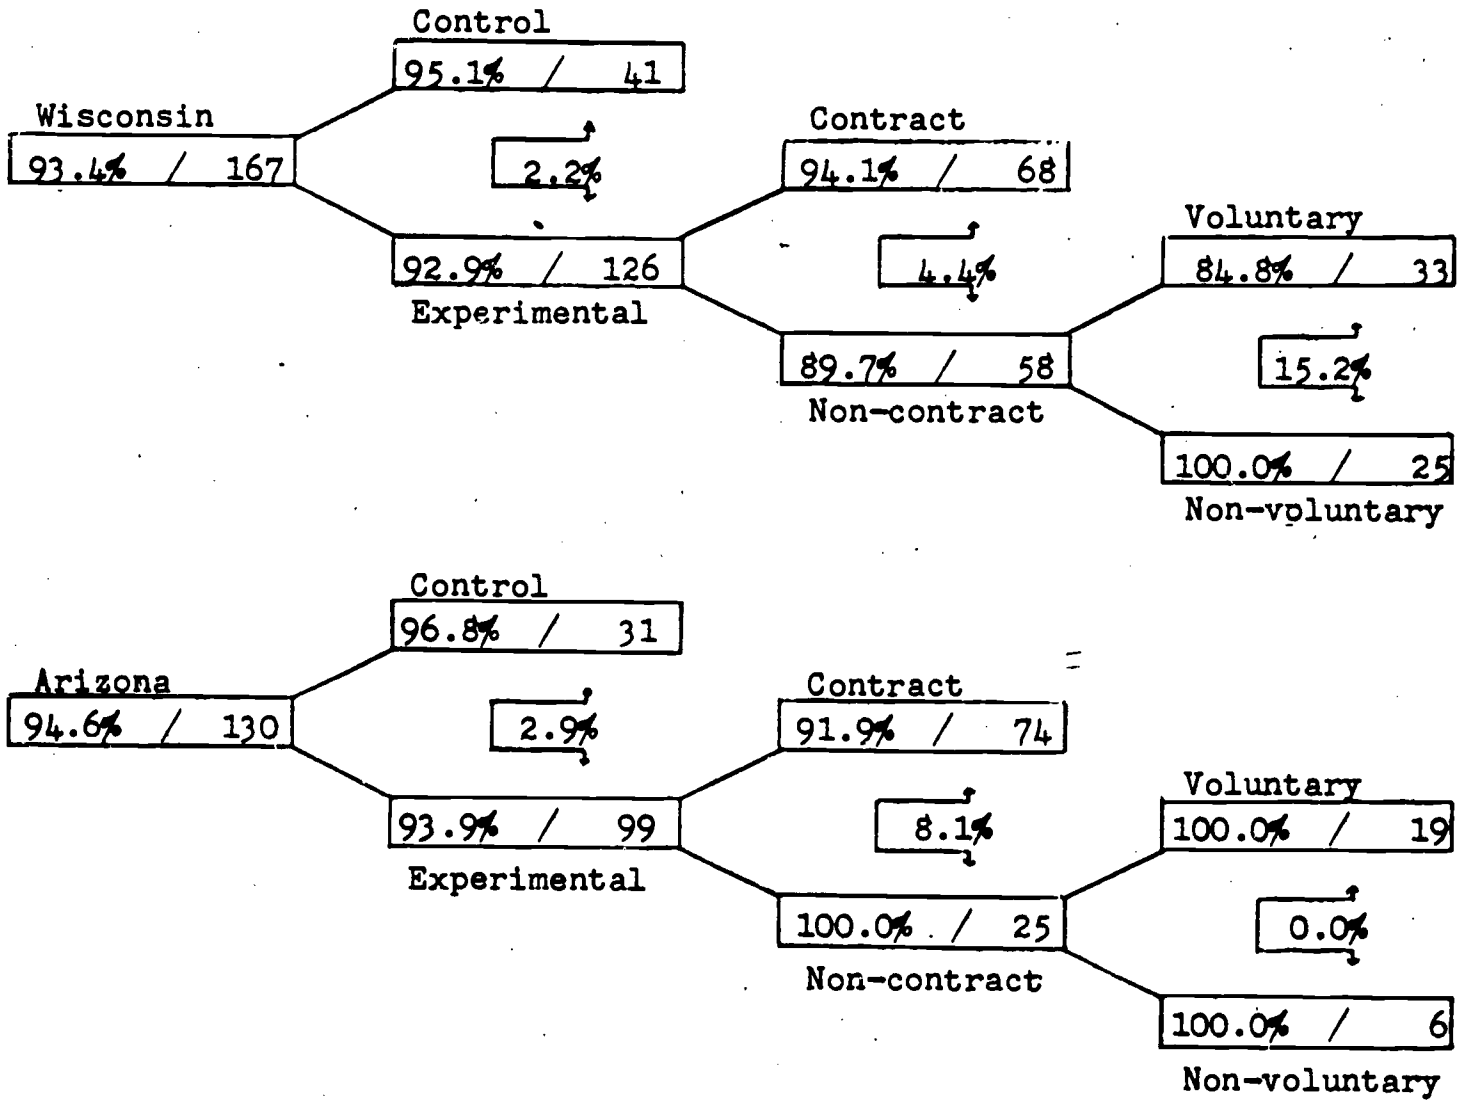 Control
95.1% / 41
Wisconsin
93.4% / 167
2.2%
Contract
94.1% / 68
92.9% / 126
Experimental
4.4%
Voluntary
84.8% / 33
89.7% / 58
Non-contract
15.2%
100.0% / 25
Non-voluntary
Control
96.8% / 31
Arizona
94.6% / 130
2.9%
Contract
91.9% / 74
93.9% / 99
Experimental
8.1%
Voluntary
100.0% / 19
100.0% / 25
Non-contract
0.0%
100.0% / 6
Non-voluntary